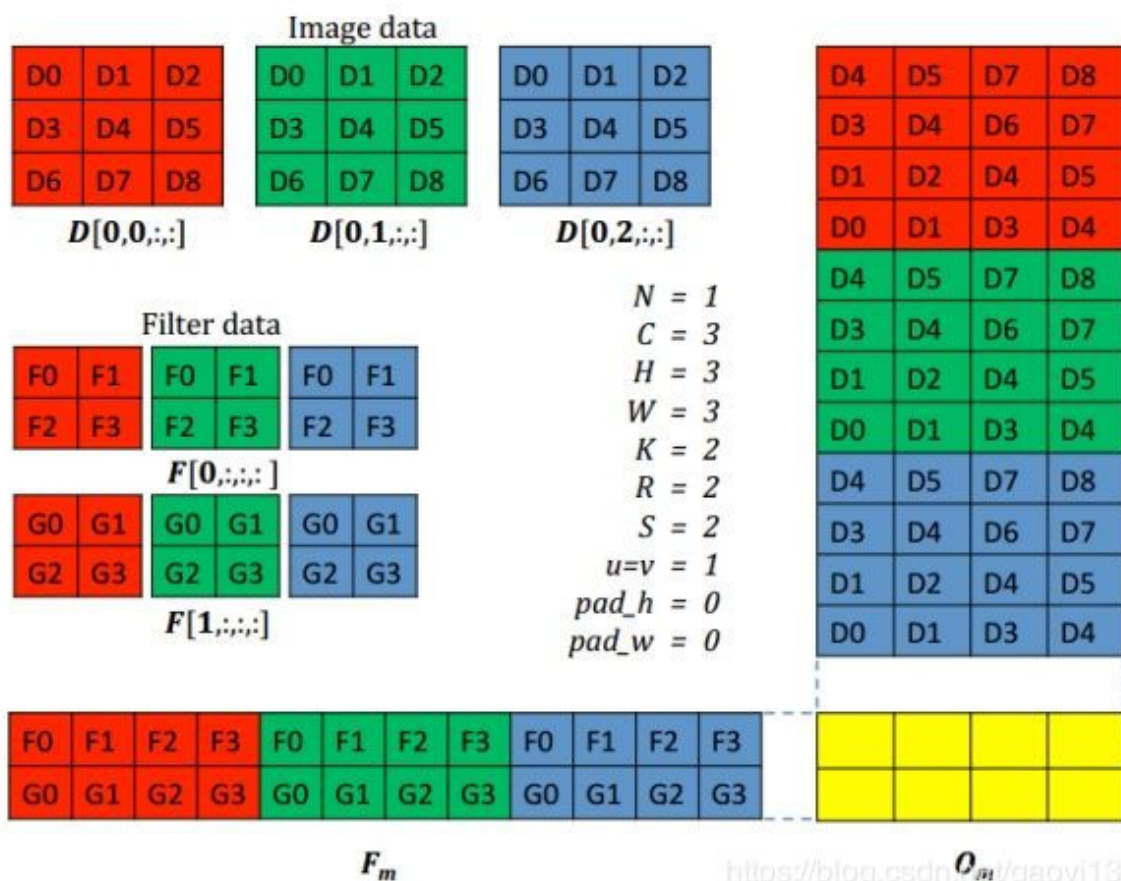 Image data
D0 D1 D2
D3 D4 D5
D6 D7 D8
D[0,0,:,:]
D0 D1 D2
D3 D4 D5
D6 D7 D8
D[0,1,:,:]
D0 D1 D2
D3 D4 D5
D6 D7 D8
D[0,2,:,:]
Filter data
F0 F1 F0 F1 F0 F1
F2 F3 F2 F3 F2 F3
F[0,:,:,: ]
G0 G1 G0 G1 G0 G1
G2 G3 G2 G3 G2 G3
F[1,:,:,:]
N = 1
C = 3
H = 3
W = 3
K = 2
R = 2
S = 2
u=v = 1
pad_h = 0
pad_w = 0
D4 D5 D7 D8
D3 D4 D6 D7
D1 D2 D4 D5
D0 D1 D3 D4
D4 D5 D7 D8
D3 D4 D6 D7
D1 D2 D4 D5
D0 D1 D3 D4
D4 D5 D7 D8
D3 D4 D6 D7
D1 D2 D4 D5
D0 D1 D3 D4
F0 F1 F2 F3 F0 F1 F2 F3 F0 F1 F2 F3
G0 G1 G2 G3 G0 G1 G2 G3 G0 G1 G2 G3
Fm
Om
https://blog.csdn.net/gaoyi13